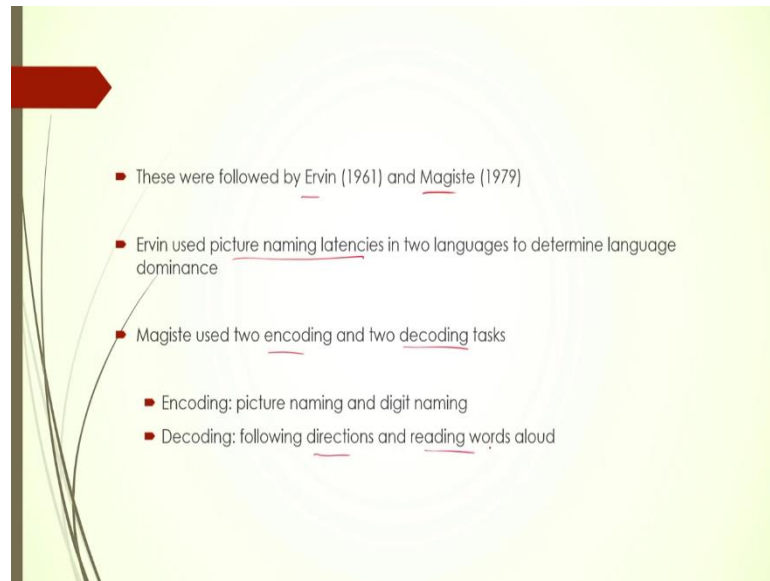 These were followed by Ervin (1961) and Magiste (1979)
Ervin used picture naming latencies in two languages to determine language
dominance
Magiste used two encoding and two decoding tasks
Encoding: picture naming and digit naming
Decoding: following directions and reading words aloud